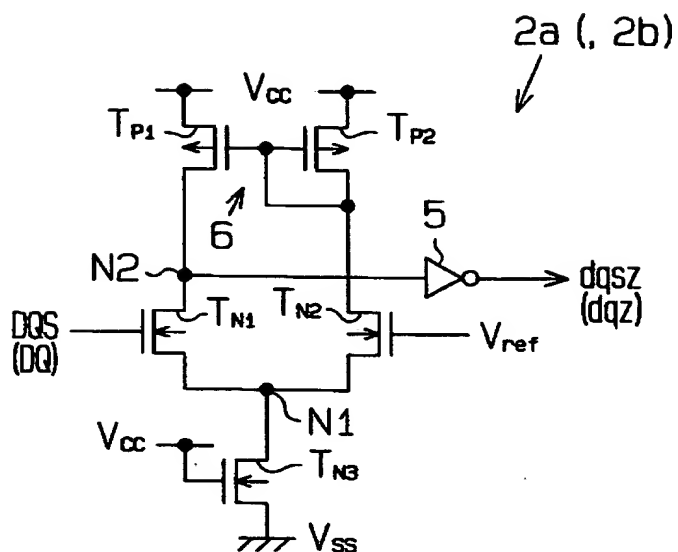 2a (, 2b)
Vcc
TP1
TP2
6
5
N2
TN1
TN2
dqsz
(dqz)
DQS
(DQ)
Vref
N1
Vcc
TN3
Vss